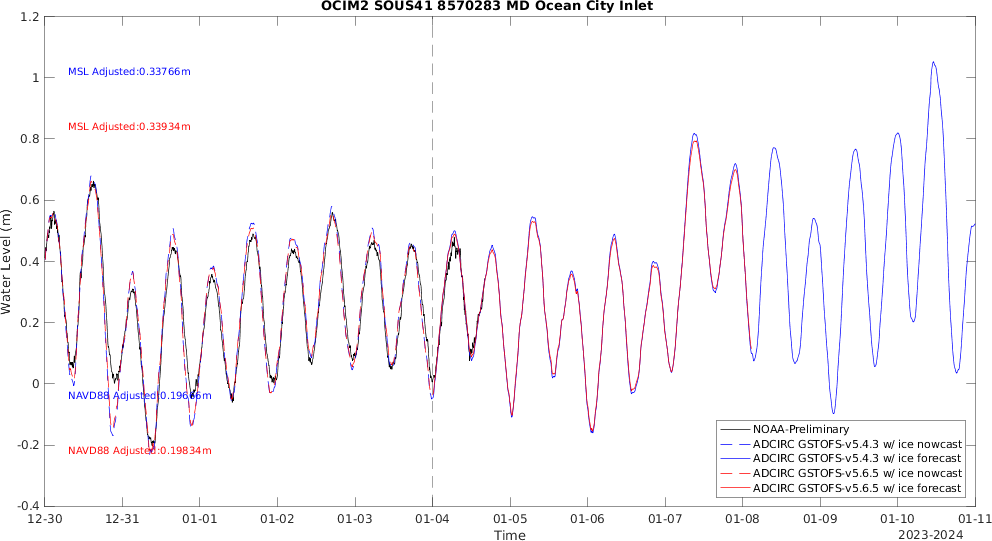 OCIM2 SOUS41 8570283 MD Ocean City Inlet
1.2
1
0.8
0.6
0.4
0.2
0
-0.2
-0.4
Water Level (m)
MSL Adjusted:0.33766m
MSL Adjusted:0.33934m
NAVD88 Adjusted:0.19666m
NAVD88 Adjusted:0.19834m
NOAA-Preliminary
ADCIRC GSTOFS-v5.4.3 w/ ice nowcast
ADCIRC GSTOFS-v5.4.3 w/ ice forecast
ADCIRC GSTOFS-v5.6.5 w/ ice nowcast
ADCIRC GSTOFS-v5.6.5 w/ ice forecast
12-30 12-31 01-01 01-02 01-03 01-04 01-05 01-06 01-07 01-08 01-09 01-10 01-11
Time
2023-2024